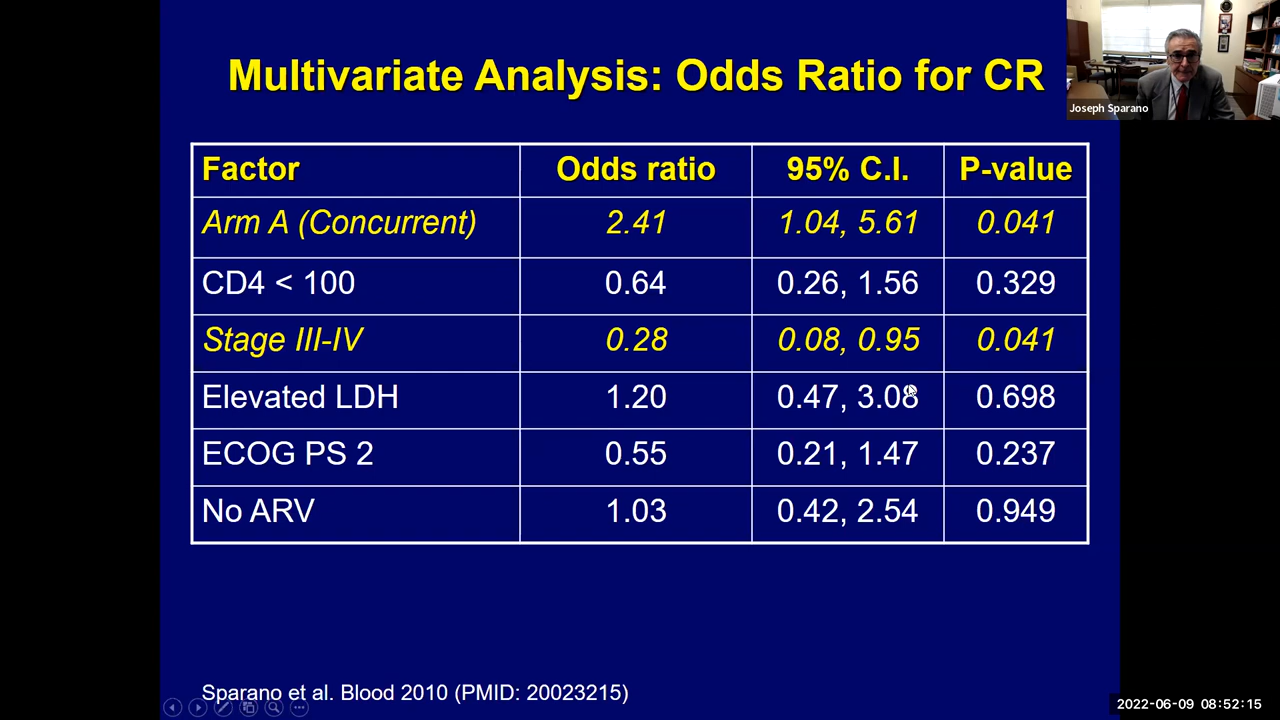 Multivariate Analysis: Odds Ratio for CR
Joseph Sparano
Factor Odds ratio 95% C.I. P-value
Arm A (Concurrent) 2.41 1.04, 5.61 0.041
CD4 < 100 0.64 0.26, 1.56 0.329
Stage III-IV 0.28 0.08, 0.95 0.041
Elevated LDH 1.20 0.47, 3.08 0.698
ECOG PS 2 0.55 0.21, 1.47 0.237
No ARV 1.03 0.42, 2.54 0.949
Sparano et al. Blood 2010 (PMID: 20023215)
2022-06-09 08:52:15